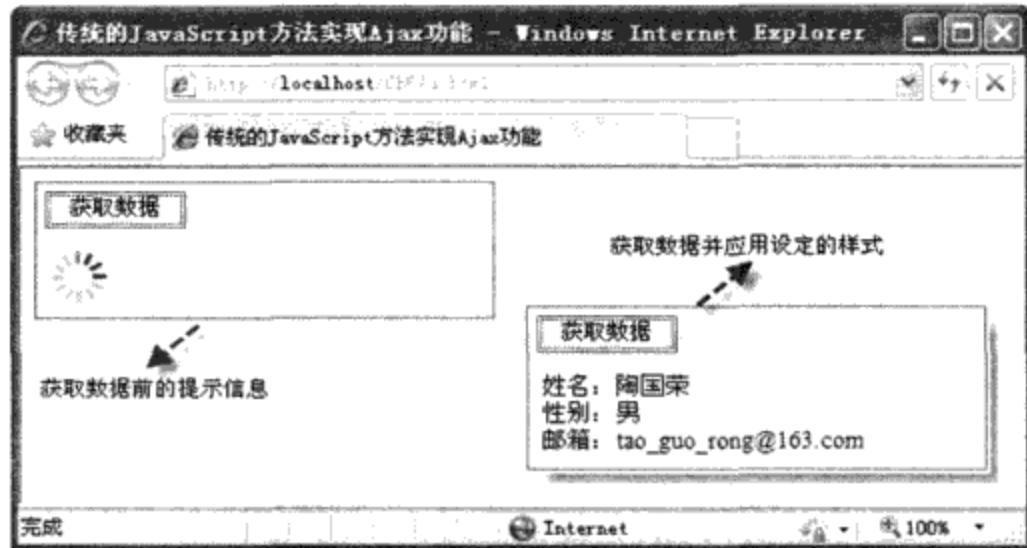 传统的JavaScript方法实现Ajax功能 - Windows Internet Explorer
localhost
收藏夹
传统的JavaScript方法实现Ajax功能
获取数据
获取数据并应用设定的样式
获取数据前的提示信息
获取数据
姓名：陶国荣
性别：男
邮箱：tao_guo_rong@163.com
完成
Internet
100%